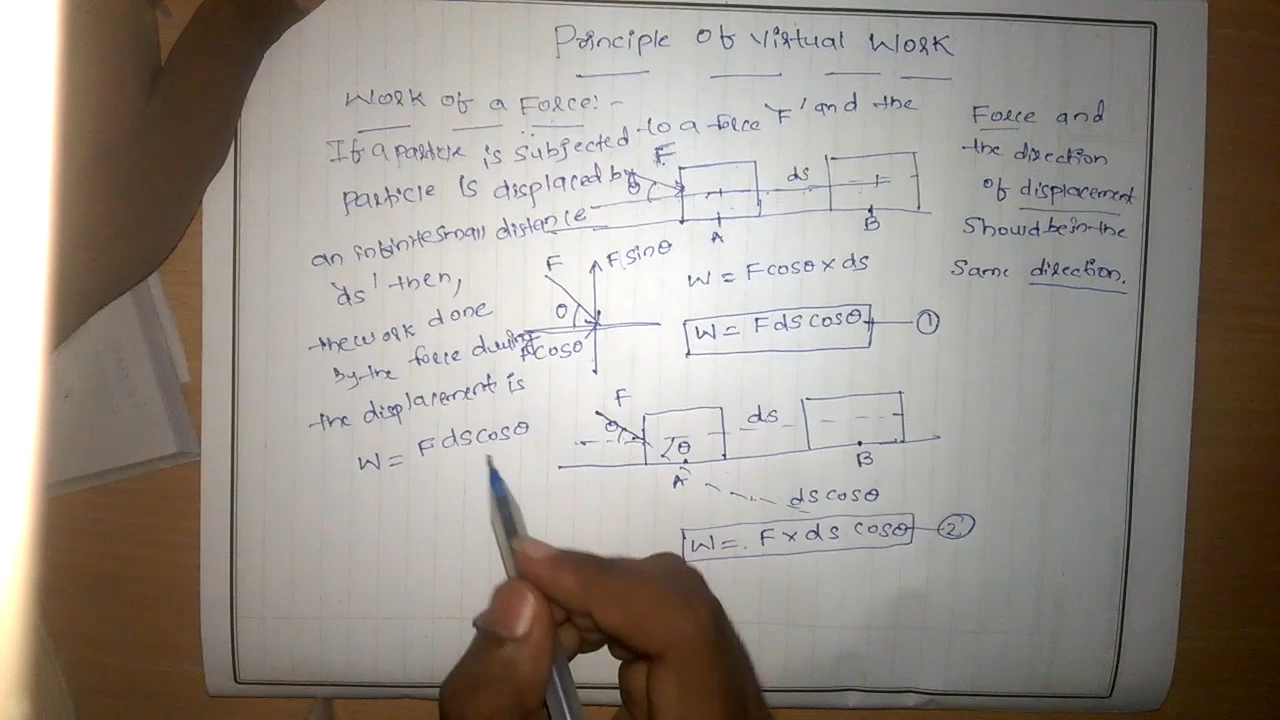 Principle of Virtual Work
Work of a Force:-
If a particle is subjected to a force 'F' and the
particle is displaced by
an infinitesmall distance
'ds' then,
the work done
by the force during
the displacement is
W = F ds cosθ
F
θ
ds
A
B
F
F sinθ
θ
F cosθ
W = F cosθ × ds
W = F ds cosθ
1
F
θ
θ
ds
A
B
ds cosθ
W = F × ds cosθ
2
Force and
the direction
of displacement
Should be in the
Same direction.